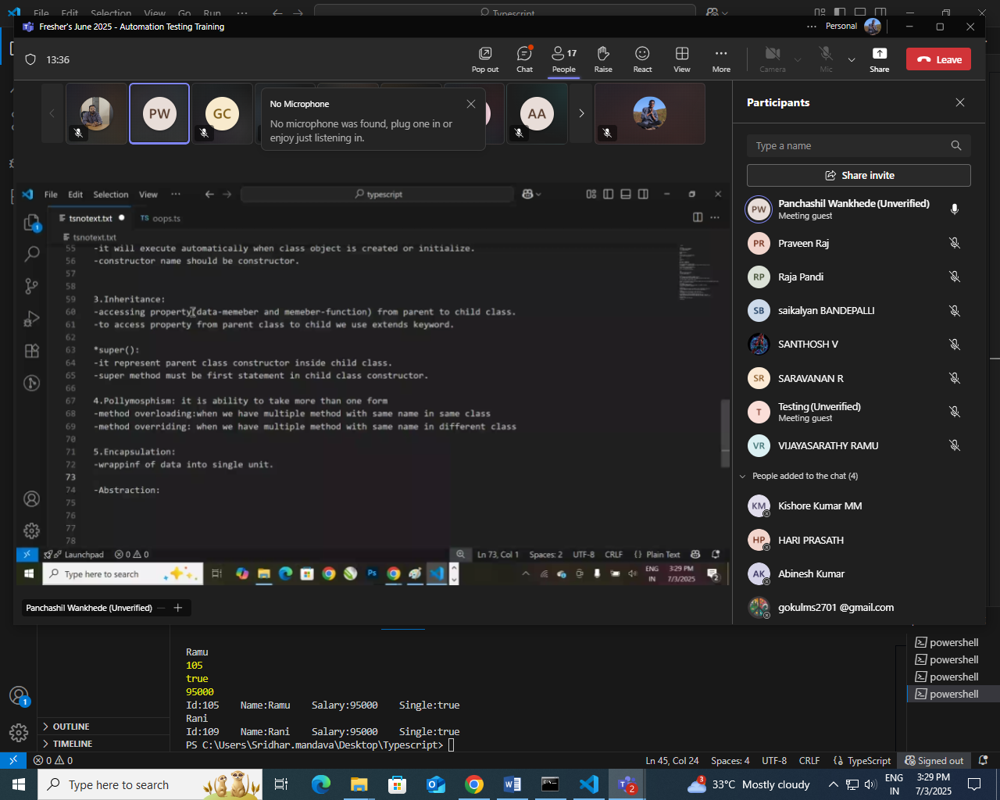 File Edit Selection View Go Run ··· Typescript
Fresher's June 2025 - Automation Testing Training
Personal
13:36
Pop out
Chat
17
People
Raise
React
View
More
Camera
Mic
Share
Leave
PW
GC
AA
No Microphone
No microphone was found, plug one in or
enjoy just listening in.
Participants
Type a name
Share invite
PW Panchashil Wankhede (Unverified)
Meeting guest
PR Praveen Raj
RP Raja Pandi
SB saikalyan BANDEPALLI
SANTHOSH V
SR SARAVANAN R
T Testing (Unverified)
Meeting guest
VR VIJAYASARATHY RAMU
People added to the chat (4)
KM Kishore Kumar MM
HP HARI PRASATH
AK Abinesh Kumar
gokulms2701 @gmail.com
File Edit Selection View ··· typescript
tsnotext.txt
TS oops.ts
tsnotext.txt
55 -it will execute automatically when class object is created or initialize.
56 -constructor name should be constructor.
57
58
59 3.Inheritance:
60 -accessing property(data-memeber and memeber-function) from parent to child class.
61 -to access property from parent class to child we use extends keyword.
62
63 *super():
64 -it represent parent class constructor inside child class.
65 -super method must be first statement in child class constructor.
66
67 4.Pollymosphism: it is ability to take more than one form
68 -method overloading:when we have multiple method with same name in same class
69 -method overriding: when we have multiple method with same name in different class
70
71 5.Encapsulation:
72 -wrappinf of data into single unit.
73
74 -Abstraction:
75
76
77
78
Launchpad 0 0 Ln 73, Col 1 Spaces: 2 UTF-8 CRLF {} Plain Text
Type here to search
Ps
ENG
IN
3:29 PM
7/3/2025
2
Panchashil Wankhede (Unverified)
Ramu
105
true
95000
Id:105 Name:Ramu Salary:95000 Single:true
Rani
Id:109 Name:Rani Salary:95000 Single:true
PS C:\Users\Sridhar.mandava\Desktop\Typescript>
powershell
powershell
powershell
powershell
1
OUTLINE
TIMELINE
0 0 Ln 45, Col 24 Spaces: 4 UTF-8 CRLF TypeScript Signed out
Type here to search
2
3
33°C Mostly cloudy
ENG
IN
3:29 PM
7/3/2025